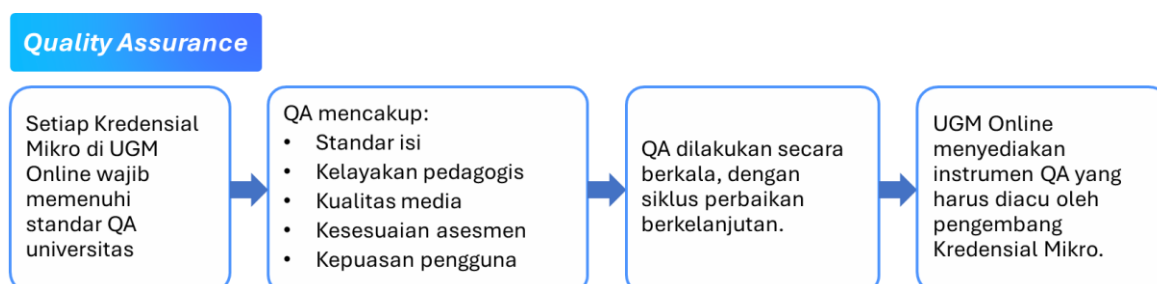 Quality Assurance
Setiap Kredensial
Mikro di UGM
Online wajib
memenuhi
standar QA
universitas
QA mencakup:
• Standar isi
• Kelayakan pedagogis
• Kualitas media
• Kesesuaian asesmen
• Kepuasan pengguna
QA dilakukan secara
berkala, dengan
siklus perbaikan
berkelanjutan.
UGM Online
menyediakan
instrumen QA yang
harus diacu oleh
pengembang
Kredensial Mikro.